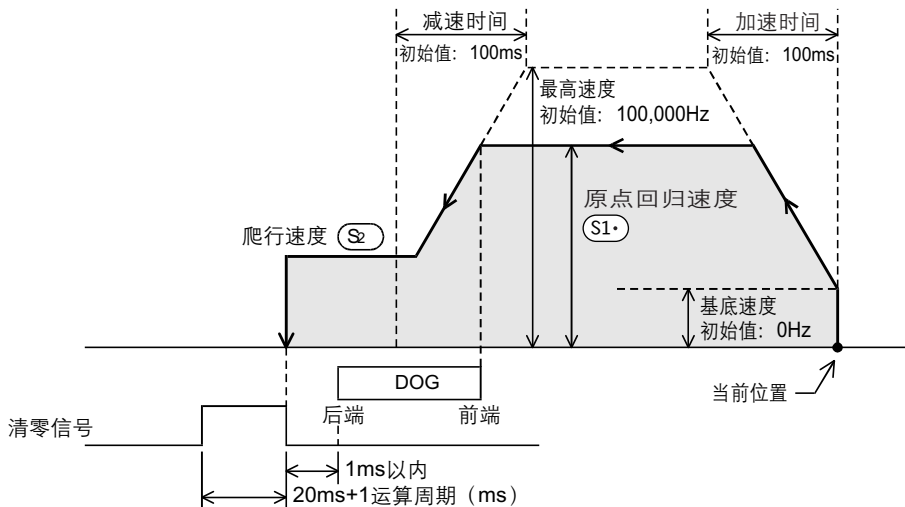 减速时间
初始值：100ms
加速时间
初始值：100ms
最高速度
初始值：100,000Hz
原点回归速度
S1·
爬行速度 S2
基底速度
初始值：0Hz
当前位置
DOG
后端
前端
清零信号
1ms以内
20ms+1运算周期（ms）